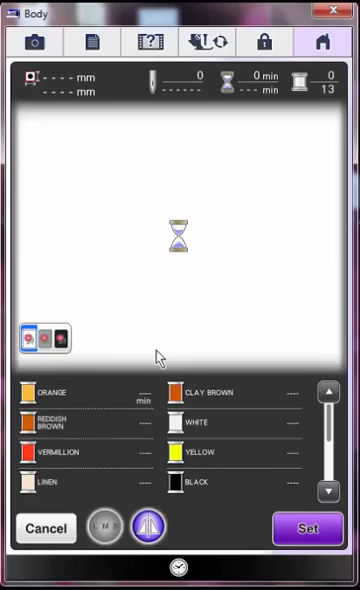 Body
- - - - mm
- - - - mm
0
- - - - - -
0 min
- - - min
0
13
ORANGE
----
min
CLAY BROWN
----
REDDISH
BROWN
----
WHITE
----
VERMILLION
----
YELLOW
----
LINEN
----
BLACK
----
Cancel
L M S
Set